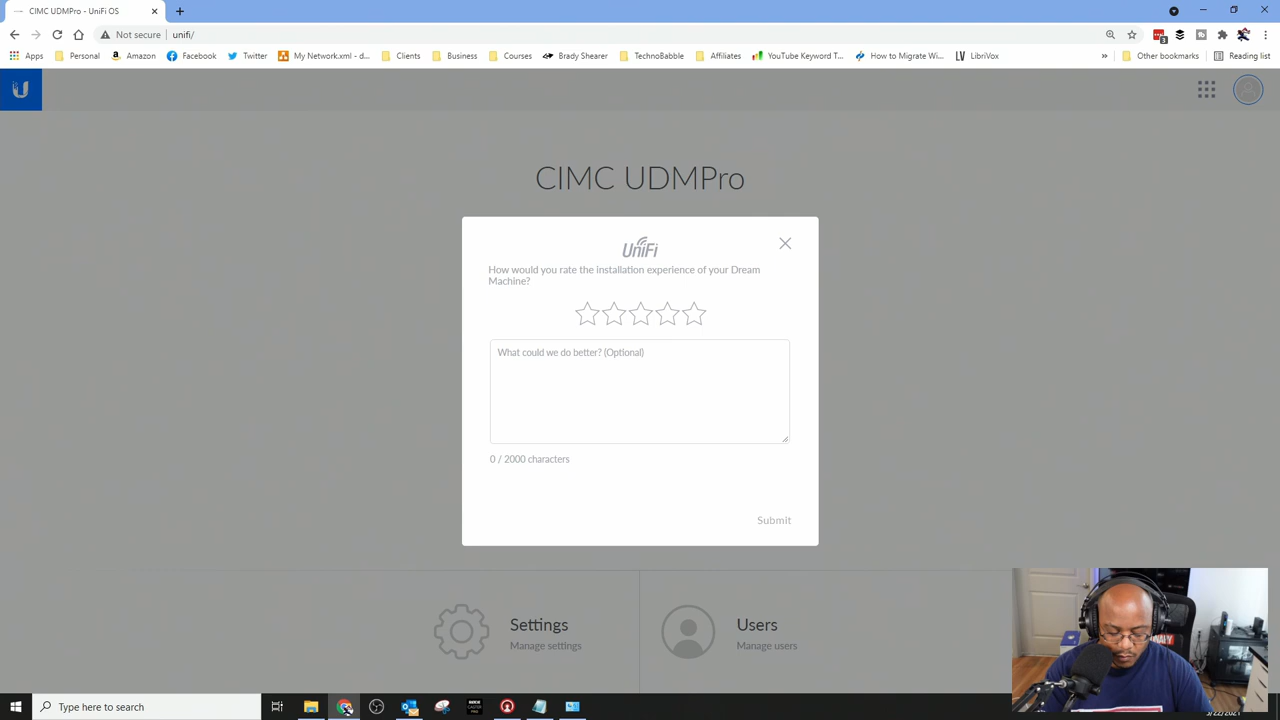 CIMC UDMPro - UniFi OS
Not secure
unifi/
3
Apps
Personal
Amazon
Facebook
Twitter
My Network.xml - d...
Clients
Business
Courses
Brady Shearer
TechnoBabble
Affiliates
YouTube Keyword T...
How to Migrate Wi...
LV LibriVox
»
Other bookmarks
Reading list
CIMC UDMPro
UniFi
How would you rate the installation experience of your Dream
Machine?
What could we do better? (Optional)
0 / 2000 characters
Submit
Settings
Manage settings
Users
Manage users
Type here to search